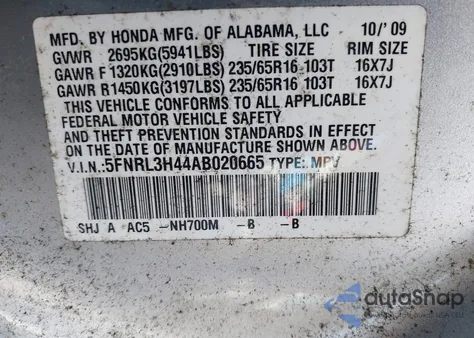 MFD. BY HONDA MFG. OF ALABAMA, LLC 10/'09
GVWR 2695KG(5941LBS) TIRE SIZE RIM SIZE
GAWR F 1320KG(2910LBS) 235/65R16 103T 16X7J
GAWR R1450KG(3197LBS) 235/65R16 103T 16X7J
THIS VEHICLE CONFORMS TO ALL APPLICABLE
FEDERAL MOTOR VEHICLE SAFETY
AND THEFT PREVENTION STANDARDS IN EFFECT ON
THE DATE OF MANUFACTURE SHOWN ABOVE.
V.I.N.:5FNRL3H44AB020665 TYPE: MPV
SHJ A AC5 -NH700M -B -B
autoShap